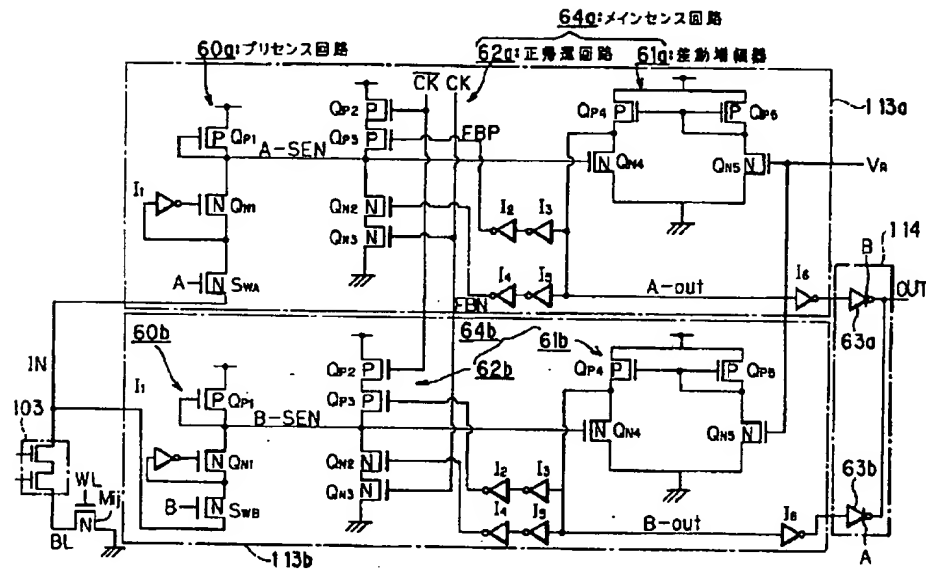 64a:メインセンス回路
60a:プリセンス回路
62a:正帰還回路
61a:差動増幅器
CK CK
113a
QP1 P
QP2 P
QP3 P
FBP
QP4 P
P QP5
A-SEN
QN4 N
QN5 N
VR
I1
QN1 N
QN2 N
QN3 N
I2 I3
I4 I5
FBN
A N SWA
A-out
I6
114
B
OUT
63a
IN
60b
64b
62b
61b
I1
QP1 P
QP2 P
QP3 P
QP4 P
P QP5
B-SEN
QN4 N
QN5 N
103
QN1 N
QN2 N
QN3 N
I2 I3
I4 I5
B N SWB
B-out
I6
63b
A
WL
Mij
N
BL
113b